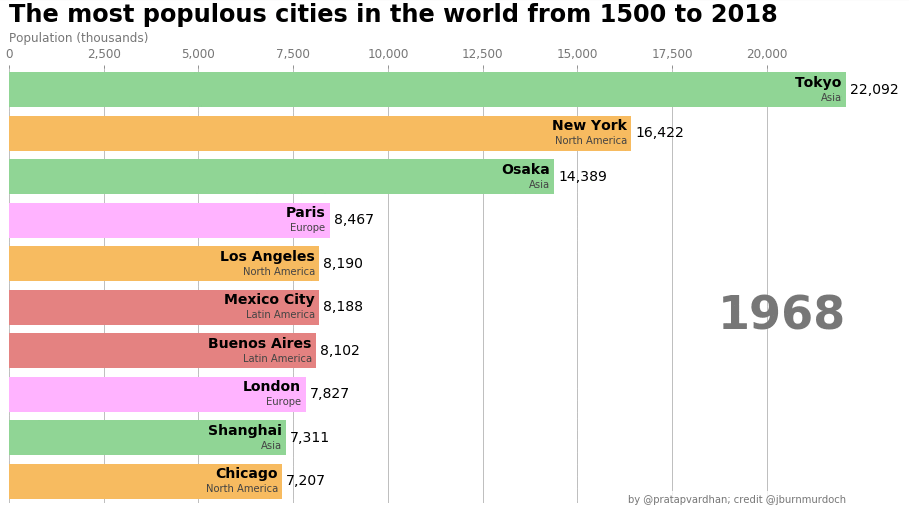 The most populous cities in the world from 1500 to 2018
Population (thousands)
0 2,500 5,000 7,500 10,000 12,500 15,000 17,500 20,000
Tokyo 22,092
Asia
New York 16,422
North America
Osaka 14,389
Asia
Paris 8,467
Europe
Los Angeles 8,190
North America
Mexico City 8,188
Latin America
1968
Buenos Aires 8,102
Latin America
London 7,827
Europe
Shanghai 7,311
Asia
Chicago 7,207
North America
by @pratapvardhan; credit @jburnmurdoch